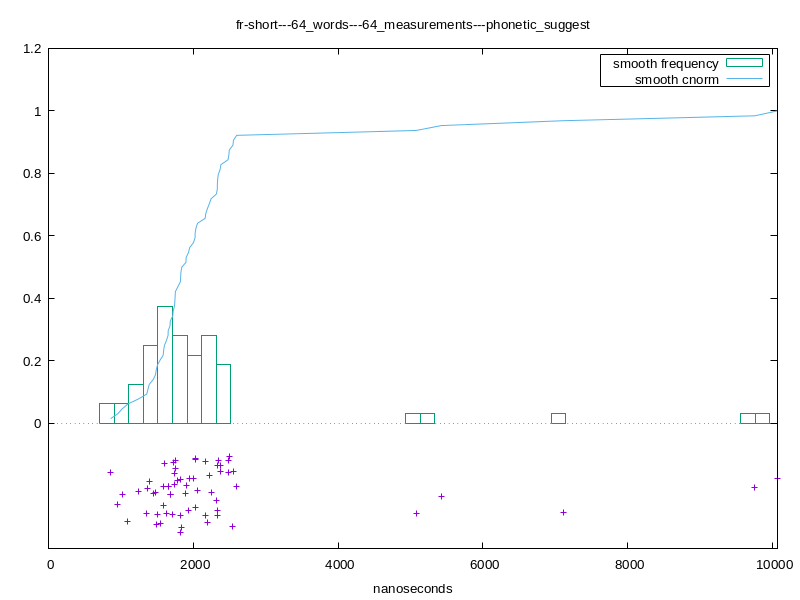 fr-short---64_words---64_measurements---phonetic_suggest
1.2
smooth frequency
smooth cnorm
1
0.8
0.6
0.4
0.2
0
0 2000 4000 6000 8000 10000
nanoseconds